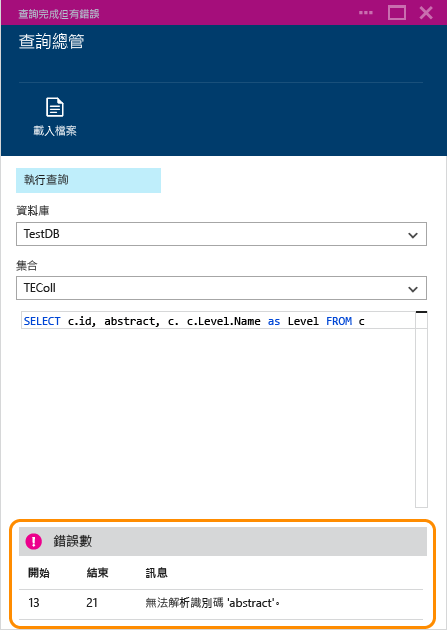 查詢完成但有錯誤
查詢總管
載入檔案
執行查詢
資料庫
TestDB
集合
TEColl
SELECT c.id, abstract, c. c.Level.Name as Level FROM c
錯誤數
開始 結束 訊息
13 21 無法解析識別碼 'abstract'。